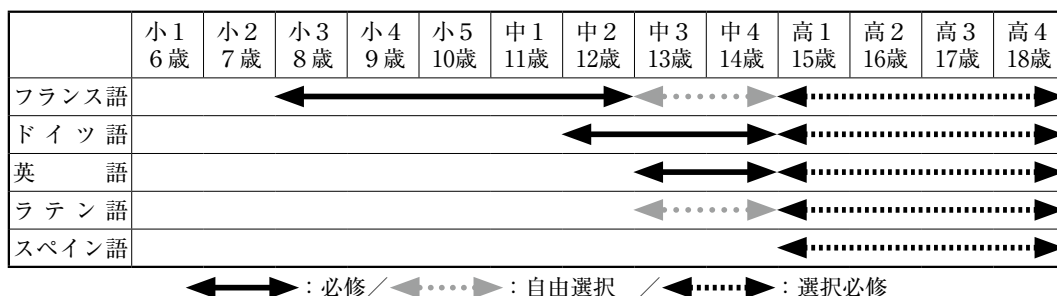 小１ 小２ 小３ 小４ 小５ 中１ 中２ 中３ 中４ 高１ 高２ 高３ 高４
６歳 ７歳 ８歳 ９歳 10歳 11歳 12歳 13歳 14歳 15歳 16歳 17歳 18歳
フランス語
ドイツ語
英語
ラテン語
スペイン語
：必修／ ：自由選択 ／ ：選択必修